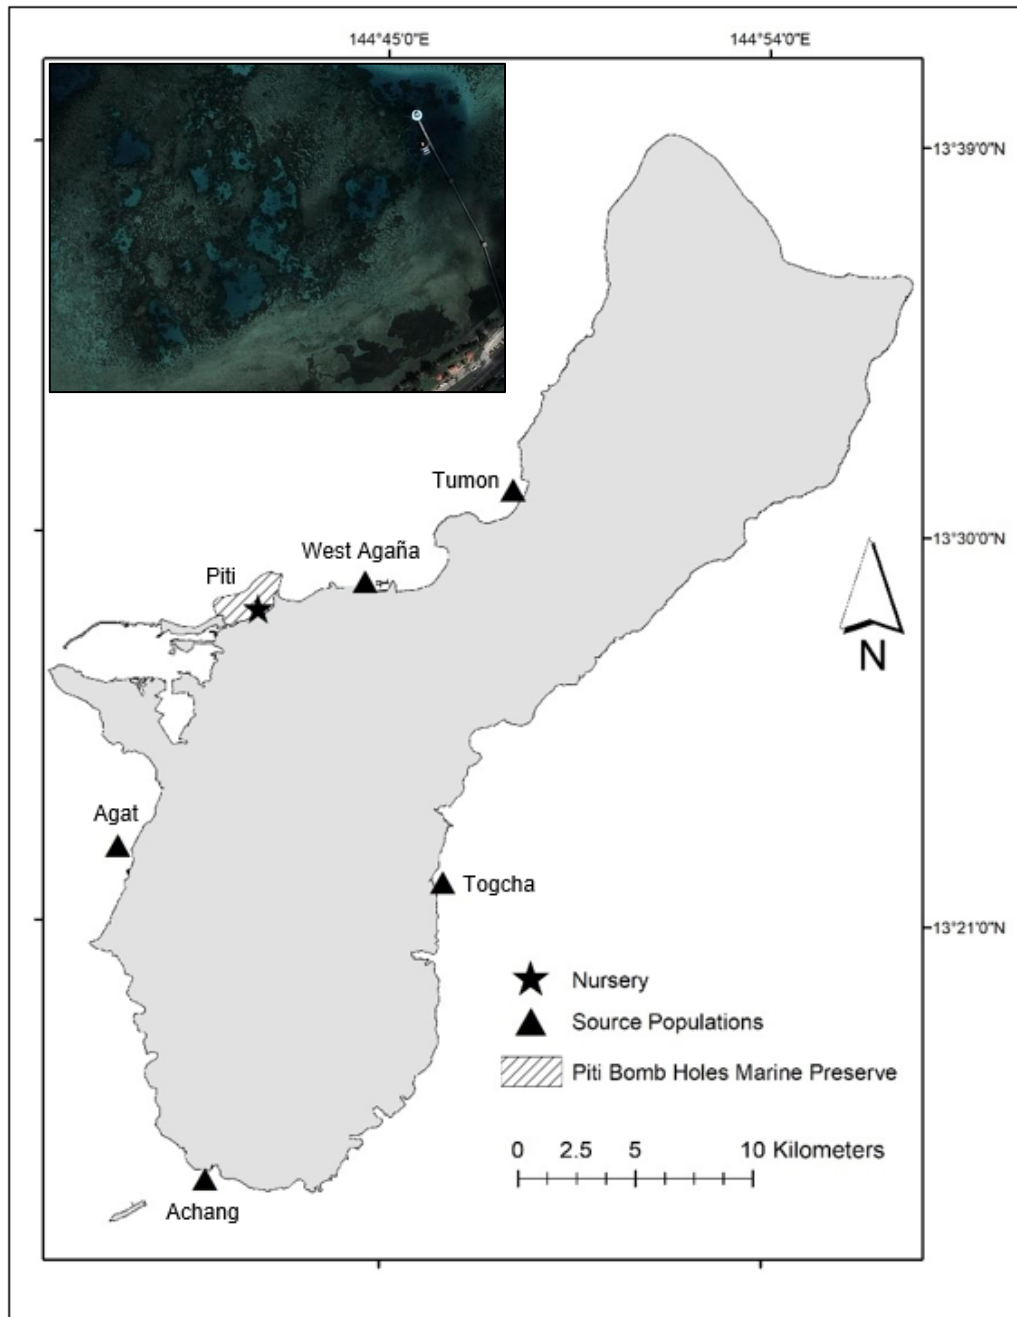 144°45'0"E
144°54'0"E
13°39'0"N
Tumon
13°30'0"N
West Agaña
Piti
N
Agat
Togcha
13°21'0"N
Nursery
Source Populations
Piti Bomb Holes Marine Preserve
0 2.5 5 10 Kilometers
Achang